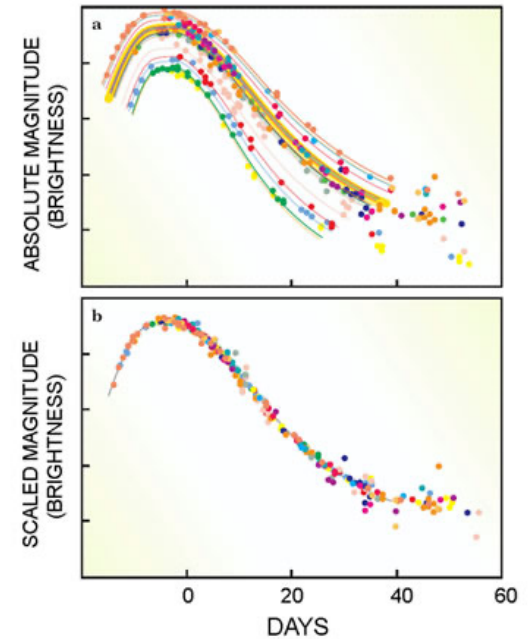 a
ABSOLUTE MAGNITUDE
(BRIGHTNESS)
b
SCALED MAGNITUDE
(BRIGHTNESS)
0
20
40
60
DAYS